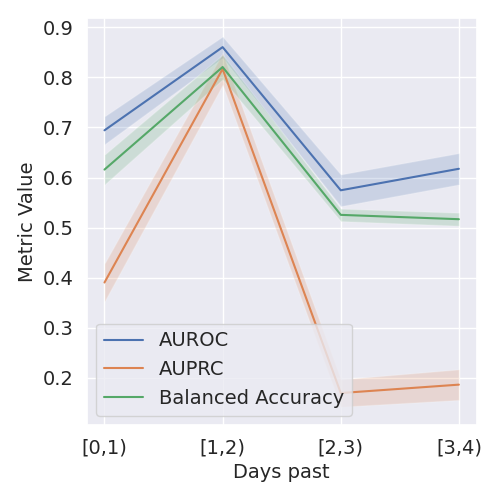 0.9
0.8
0.7
0.6
0.5
0.4
0.3
0.2
Metric Value
AUROC
AUPRC
Balanced Accuracy
[0,1) [1,2) [2,3) [3,4)
Days past